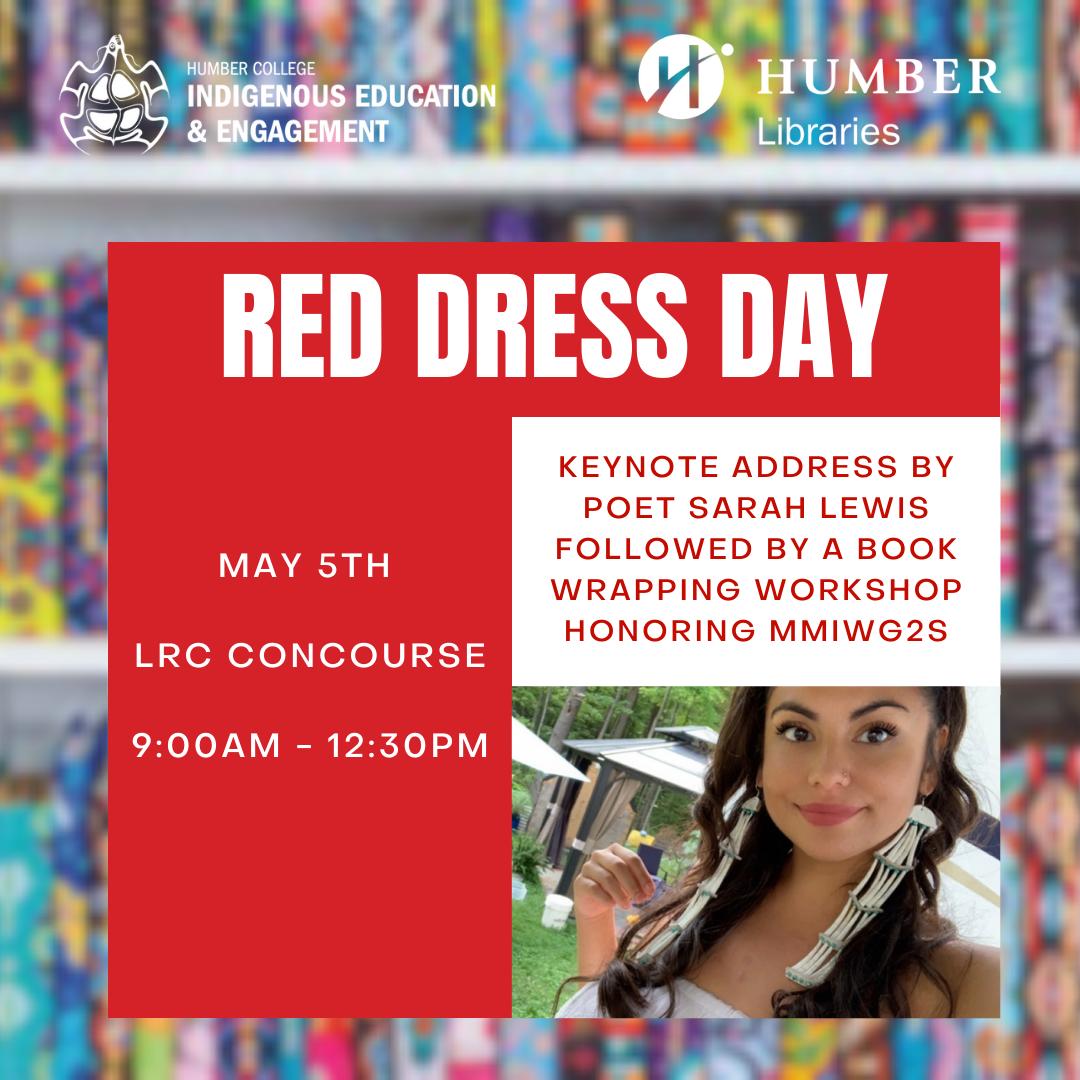 HUMBER COLLEGE
INDIGENOUS EDUCATION
& ENGAGEMENT
HUMBER
Libraries
RED DRESS DAY
MAY 5TH
LRC CONCOURSE
9:00AM - 12:30PM
KEYNOTE ADDRESS BY
POET SARAH LEWIS
FOLLOWED BY A BOOK
WRAPPING WORKSHOP
HONORING MMIWG2S